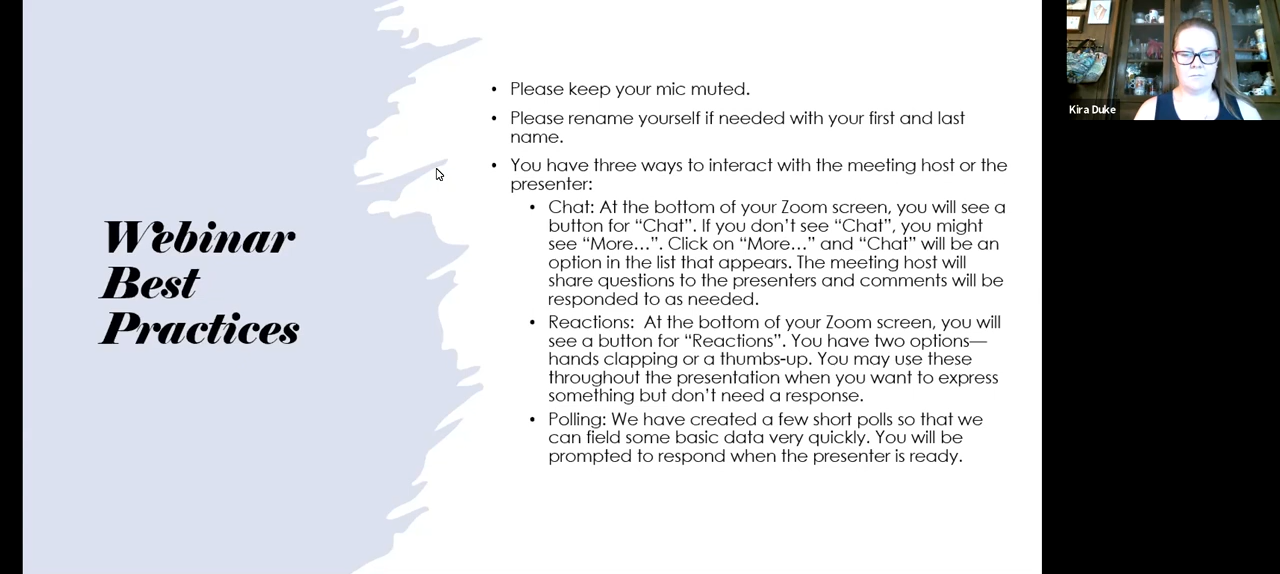 Webinar
Best
Practices
• Please keep your mic muted.
• Please rename yourself if needed with your first and last
name.
• You have three ways to interact with the meeting host or the
presenter:
• Chat: At the bottom of your Zoom screen, you will see a
button for “Chat”. If you don’t see “Chat”, you might
see “More…”. Click on “More…” and “Chat” will be an
option in the list that appears. The meeting host will
share questions to the presenters and comments will be
responded to as needed.
• Reactions:  At the bottom of your Zoom screen, you will
see a button for “Reactions”. You have two options—
hands clapping or a thumbs-up. You may use these
throughout the presentation when you want to express
something but don’t need a response.
• Polling: We have created a few short polls so that we
can field some basic data very quickly. You will be
prompted to respond when the presenter is ready.
Kira Duke